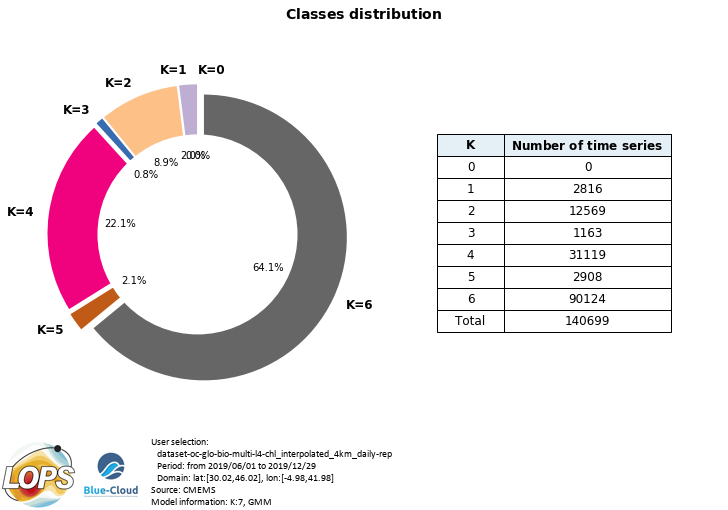 Classes distribution
K=0
K=1
K=2
K=3
K=4
K=5
K=6
0.0%
2.0%
8.9%
0.8%
22.1%
2.1%
64.1%
K Number of time series
0 0
1 2816
2 12569
3 1163
4 31119
5 2908
6 90124
Total 140699
LOPS
Blue-Cloud
User selection:
dataset-oc-glo-bio-multi-l4-chl_interpolated_4km_daily-rep
Period: from 2019/06/01 to 2019/12/29
Domain: lat:[30.02,46.02], lon:[-4.98,41.98]
Source: CMEMS
Model information: K:7, GMM